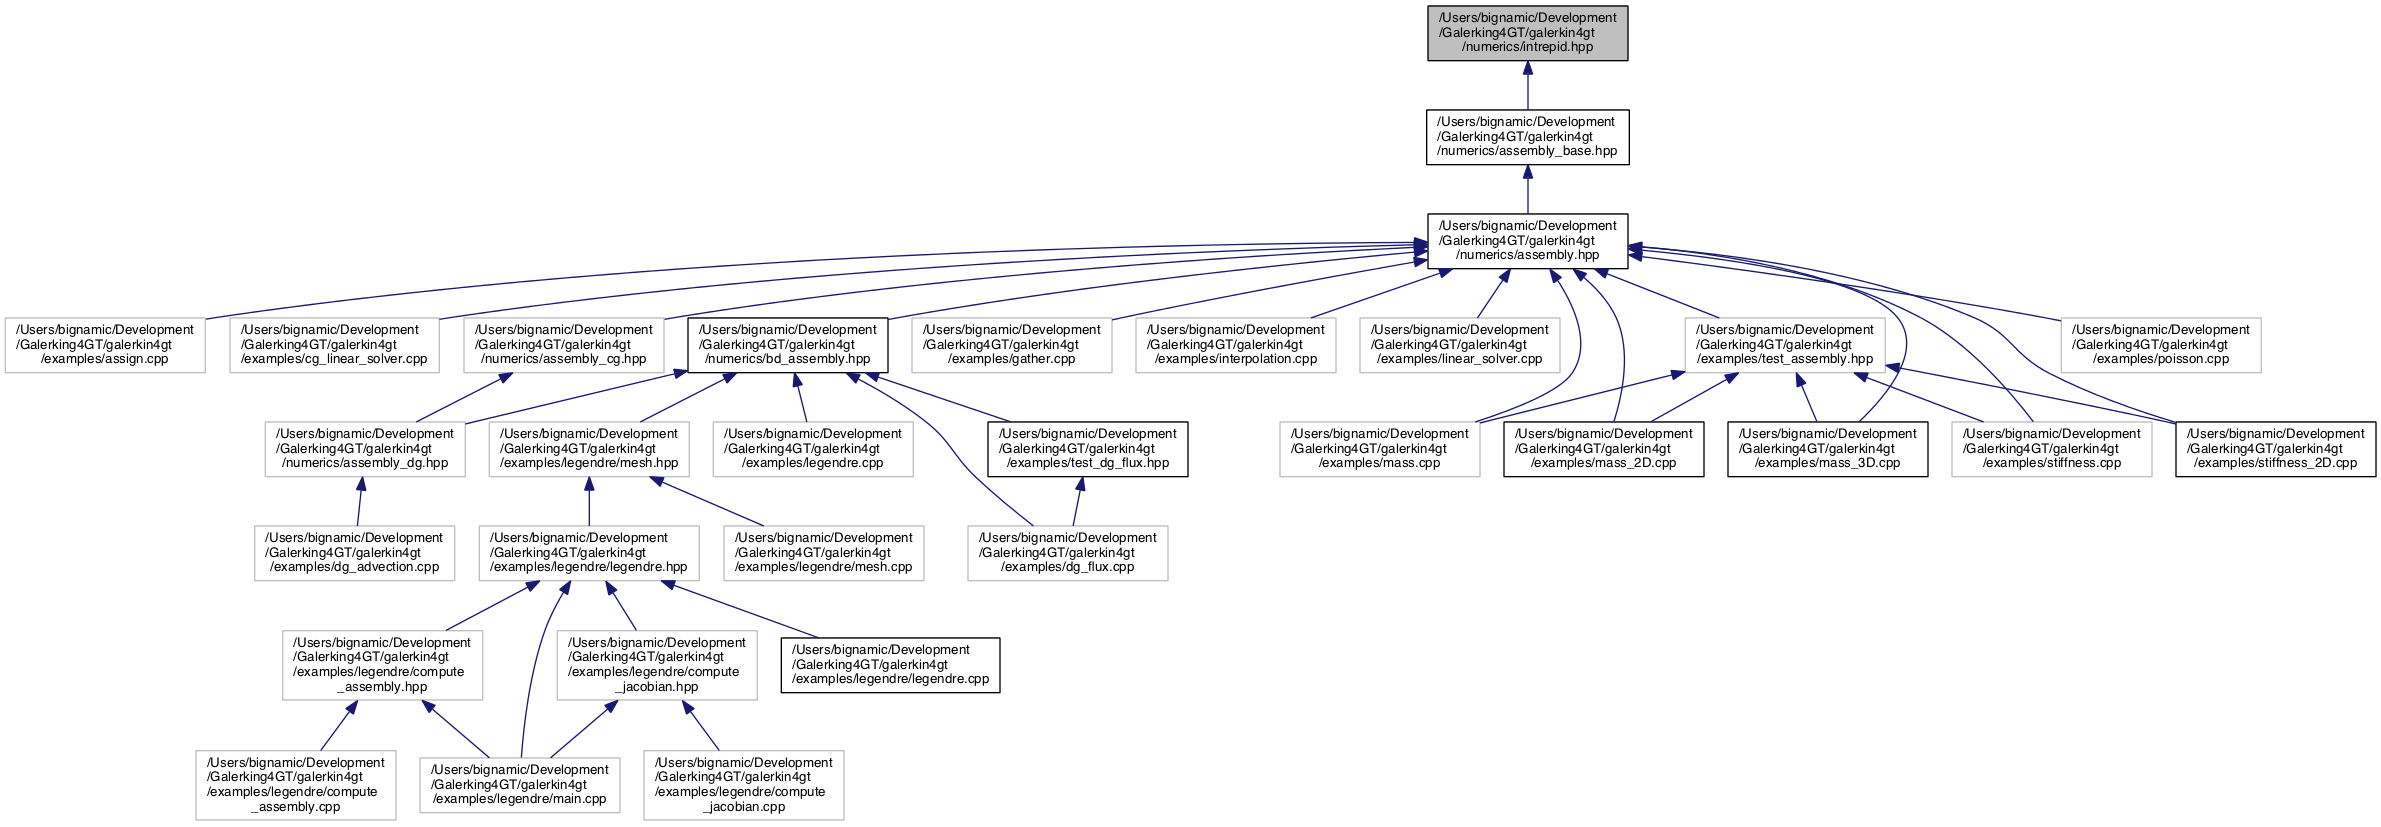 /Users/bignamic/Development
/Galerking4GT/galerkin4gt
/numerics/intrepid.hpp
/Users/bignamic/Development
/Galerking4GT/galerkin4gt
/numerics/assembly_base.hpp
/Users/bignamic/Development
/Galerking4GT/galerkin4gt
/numerics/assembly.hpp
/Users/bignamic/Development
/Galerking4GT/galerkin4gt
/examples/assign.cpp
/Users/bignamic/Development
/Galerking4GT/galerkin4gt
/examples/cg_linear_solver.cpp
/Users/bignamic/Development
/Galerking4GT/galerkin4gt
/numerics/assembly_cg.hpp
/Users/bignamic/Development
/Galerking4GT/galerkin4gt
/numerics/bd_assembly.hpp
/Users/bignamic/Development
/Galerking4GT/galerkin4gt
/examples/gather.cpp
/Users/bignamic/Development
/Galerking4GT/galerkin4gt
/examples/interpolation.cpp
/Users/bignamic/Development
/Galerking4GT/galerkin4gt
/examples/linear_solver.cpp
/Users/bignamic/Development
/Galerking4GT/galerkin4gt
/examples/test_assembly.hpp
/Users/bignamic/Development
/Galerking4GT/galerkin4gt
/examples/poisson.cpp
/Users/bignamic/Development
/Galerking4GT/galerkin4gt
/numerics/assembly_dg.hpp
/Users/bignamic/Development
/Galerking4GT/galerkin4gt
/examples/legendre/mesh.hpp
/Users/bignamic/Development
/Galerking4GT/galerkin4gt
/examples/legendre.cpp
/Users/bignamic/Development
/Galerking4GT/galerkin4gt
/examples/test_dg_flux.hpp
/Users/bignamic/Development
/Galerking4GT/galerkin4gt
/examples/mass.cpp
/Users/bignamic/Development
/Galerking4GT/galerkin4gt
/examples/mass_2D.cpp
/Users/bignamic/Development
/Galerking4GT/galerkin4gt
/examples/mass_3D.cpp
/Users/bignamic/Development
/Galerking4GT/galerkin4gt
/examples/stiffness.cpp
/Users/bignamic/Development
/Galerking4GT/galerkin4gt
/examples/stiffness_2D.cpp
/Users/bignamic/Development
/Galerking4GT/galerkin4gt
/examples/dg_advection.cpp
/Users/bignamic/Development
/Galerking4GT/galerkin4gt
/examples/legendre/legendre.hpp
/Users/bignamic/Development
/Galerking4GT/galerkin4gt
/examples/legendre/mesh.cpp
/Users/bignamic/Development
/Galerking4GT/galerkin4gt
/examples/dg_flux.cpp
/Users/bignamic/Development
/Galerking4GT/galerkin4gt
/examples/legendre/compute
_assembly.hpp
/Users/bignamic/Development
/Galerking4GT/galerkin4gt
/examples/legendre/compute
_jacobian.hpp
/Users/bignamic/Development
/Galerking4GT/galerkin4gt
/examples/legendre/legendre.cpp
/Users/bignamic/Development
/Galerking4GT/galerkin4gt
/examples/legendre/compute
_assembly.cpp
/Users/bignamic/Development
/Galerking4GT/galerkin4gt
/examples/legendre/main.cpp
/Users/bignamic/Development
/Galerking4GT/galerkin4gt
/examples/legendre/compute
_jacobian.cpp